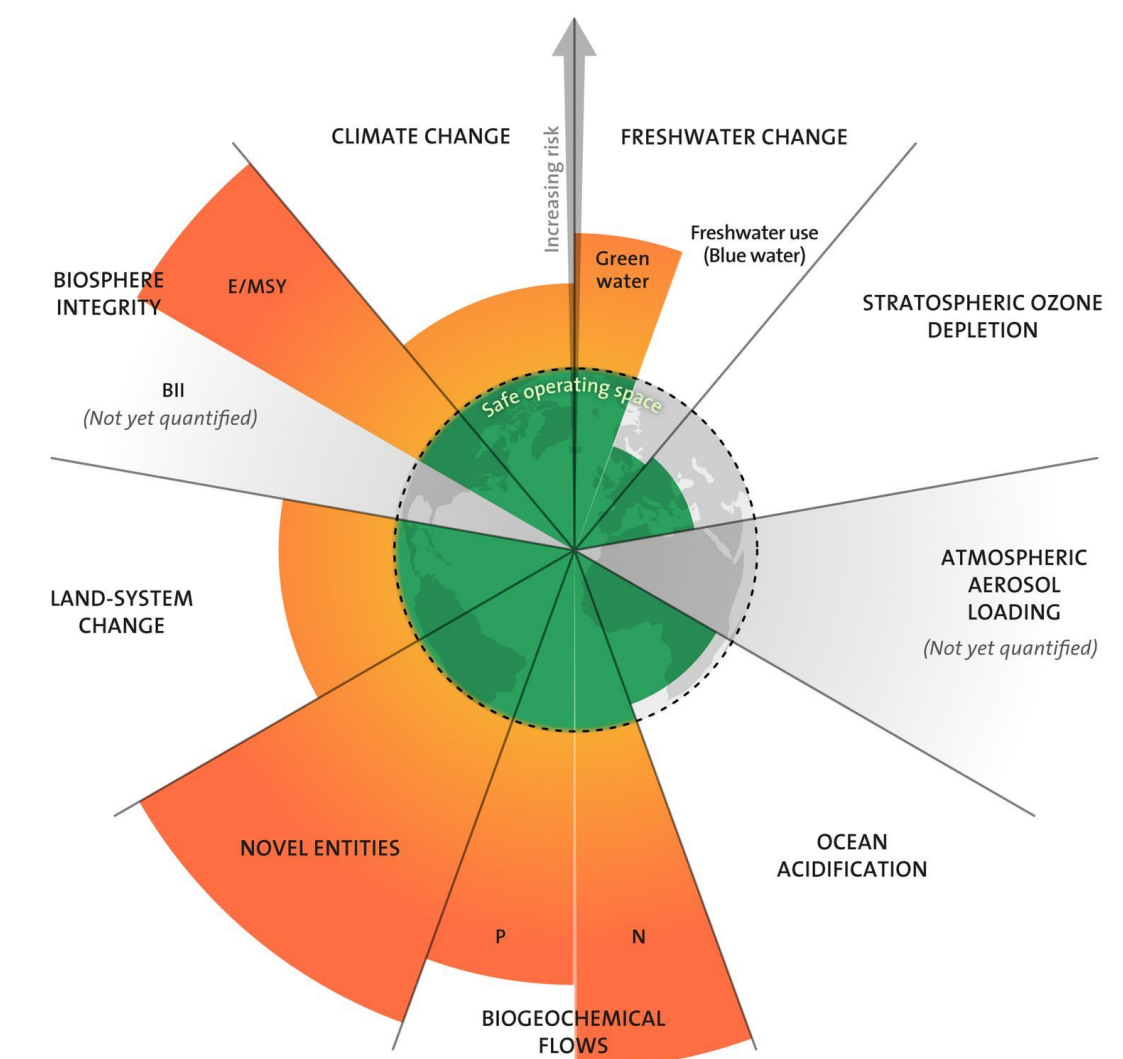 CLIMATE CHANGE
Increasing risk
FRESHWATER CHANGE
Freshwater use
(Blue water)
Green
water
BIOSPHERE
INTEGRITY
E/MSY
STRATOSPHERIC OZONE
DEPLETION
BII
(Not yet quantified)
Safe operating space
LAND-SYSTEM
CHANGE
ATMOSPHERIC
AEROSOL
LOADING
(Not yet quantified)
NOVEL ENTITIES
OCEAN
ACIDIFICATION
P
N
BIOGEOCHEMICAL
FLOWS